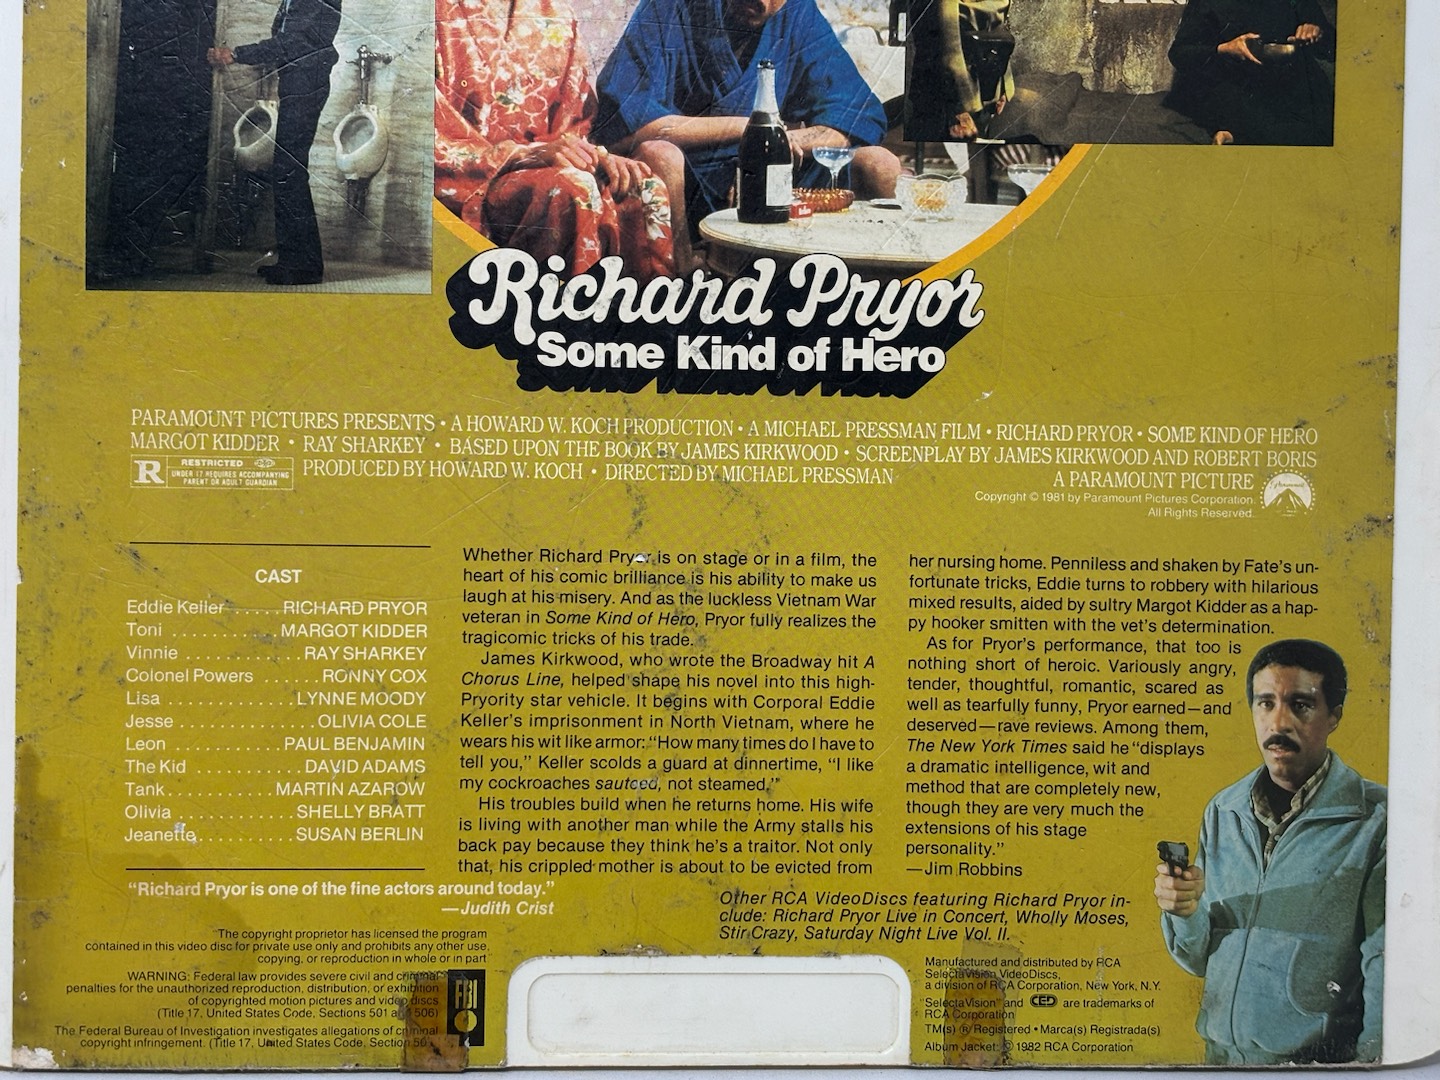 Richard Pryor
Some Kind of Hero
PARAMOUNT PICTURES PRESENTS • A HOWARD W. KOCH PRODUCTION • A MICHAEL PRESSMAN FILM • RICHARD PRYOR • SOME KIND OF HERO
MARGOT KIDDER • RAY SHARKEY • BASED UPON THE BOOK BY JAMES KIRKWOOD • SCREENPLAY BY JAMES KIRKWOOD AND ROBERT BORIS
R RESTRICTED
UNDER 17 REQUIRES ACCOMPANYING
PARENT OR ADULT GUARDIAN
PRODUCED BY HOWARD W. KOCH • DIRECTED BY MICHAEL PRESSMAN
A PARAMOUNT PICTURE
Paramount
Copyright © 1981 by Paramount Pictures Corporation.
All Rights Reserved.
CAST
Eddie Keller ..... RICHARD PRYOR
Toni .......... MARGOT KIDDER
Vinnie ............ RAY SHARKEY
Colonel Powers ...... RONNY COX
Lisa ............ LYNNE MOODY
Jesse ............. OLIVIA COLE
Leon .......... PAUL BENJAMIN
The Kid .......... DAVID ADAMS
Tank ......... MARTIN AZAROW
Olivia ........... SHELLY BRATT
Jeanette .......... SUSAN BERLIN
"Richard Pryor is one of the fine actors around today."
—Judith Crist
Whether Richard Pryor is on stage or in a film, the
heart of his comic brilliance is his ability to make us
laugh at his misery. And as the luckless Vietnam War
veteran in Some Kind of Hero, Pryor fully realizes the
tragicomic tricks of his trade.
James Kirkwood, who wrote the Broadway hit A
Chorus Line, helped shape his novel into this high-
Pryority star vehicle. It begins with Corporal Eddie
Keller's imprisonment in North Vietnam, where he
wears his wit like armor: "How many times do I have to
tell you," Keller scolds a guard at dinnertime, "I like
my cockroaches sauteed, not steamed."
His troubles build when he returns home. His wife
is living with another man while the Army stalls his
back pay because they think he's a traitor. Not only
that, his crippled mother is about to be evicted from
her nursing home. Penniless and shaken by Fate's un-
fortunate tricks, Eddie turns to robbery with hilarious
mixed results, aided by sultry Margot Kidder as a hap-
py hooker smitten with the vet's determination.
As for Pryor's performance, that too is
nothing short of heroic. Variously angry,
tender, thoughtful, romantic, scared as
well as tearfully funny, Pryor earned—and
deserved—rave reviews. Among them,
The New York Times said he "displays
a dramatic intelligence, wit and
method that are completely new,
though they are very much the
extensions of his stage
personality."
—Jim Robbins
Other RCA VideoDiscs featuring Richard Pryor in-
clude: Richard Pryor Live in Concert, Wholly Moses,
Stir Crazy, Saturday Night Live Vol. II.
The copyright proprietor has licensed the program
contained in this video disc for private use only and prohibits any other use,
copying, or reproduction in whole or in part
WARNING: Federal law provides severe civil and criminal
penalties for the unauthorized reproduction, distribution, or exhibition
of copyrighted motion pictures and video discs
(Title 17, United States Code, Sections 501 and 506)
The Federal Bureau of Investigation investigates allegations of criminal
copyright infringement. (Title 17, United States Code, Section 50
FBI
Manufactured and distributed by RCA
SelectaVision VideoDiscs,
a division of RCA Corporation, New York, N.Y.
"SelectaVision" and CED are trademarks of
RCA Corporation
TM(s) ® Registered • Marca(s) Registrada(s)
Album Jacket: © 1982 RCA Corporation